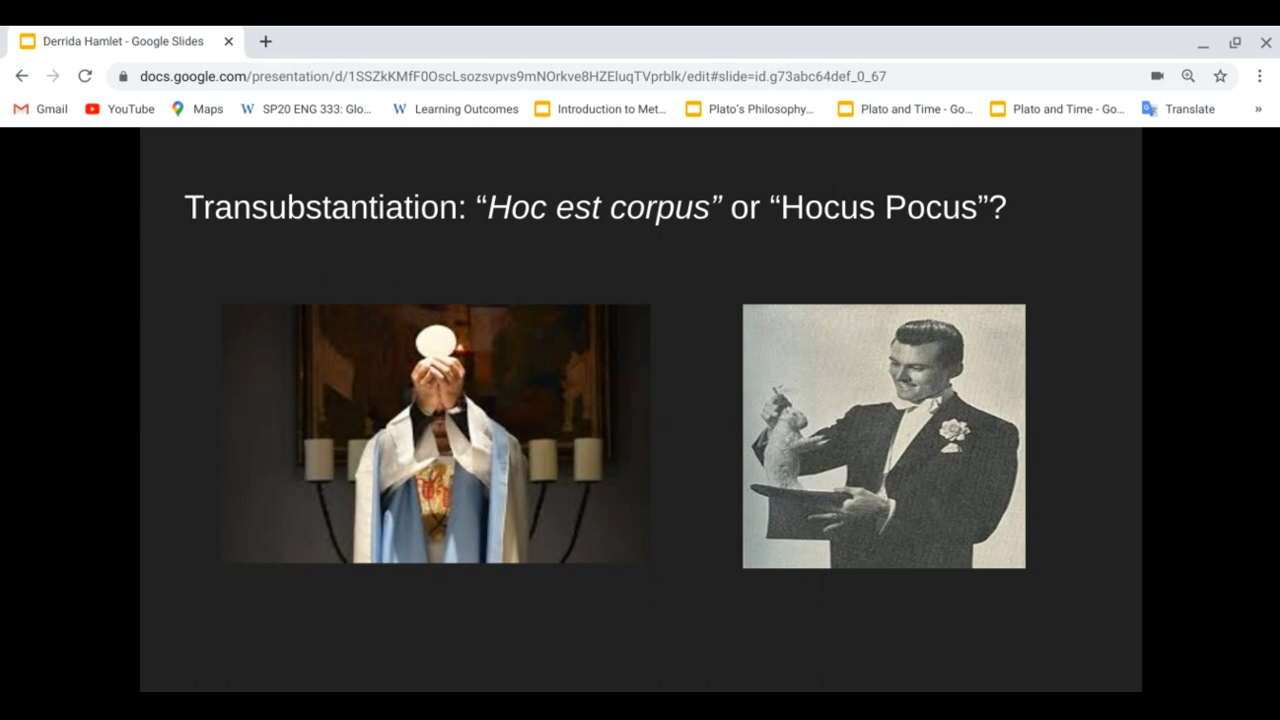 Derrida Hamlet - Google Slides
docs.google.com/presentation/d/1SSZkKMfF0OscLsozsvpvs9mNOrkve8HZEluqTVprblk/edit#slide=id.g73abc64def_0_67
Gmail YouTube Maps SP20 ENG 333: Glo... Learning Outcomes Introduction to Met... Plato's Philosophy... Plato and Time - Go... Plato and Time - Go... Translate »
Transubstantiation: “Hoc est corpus” or “Hocus Pocus”?